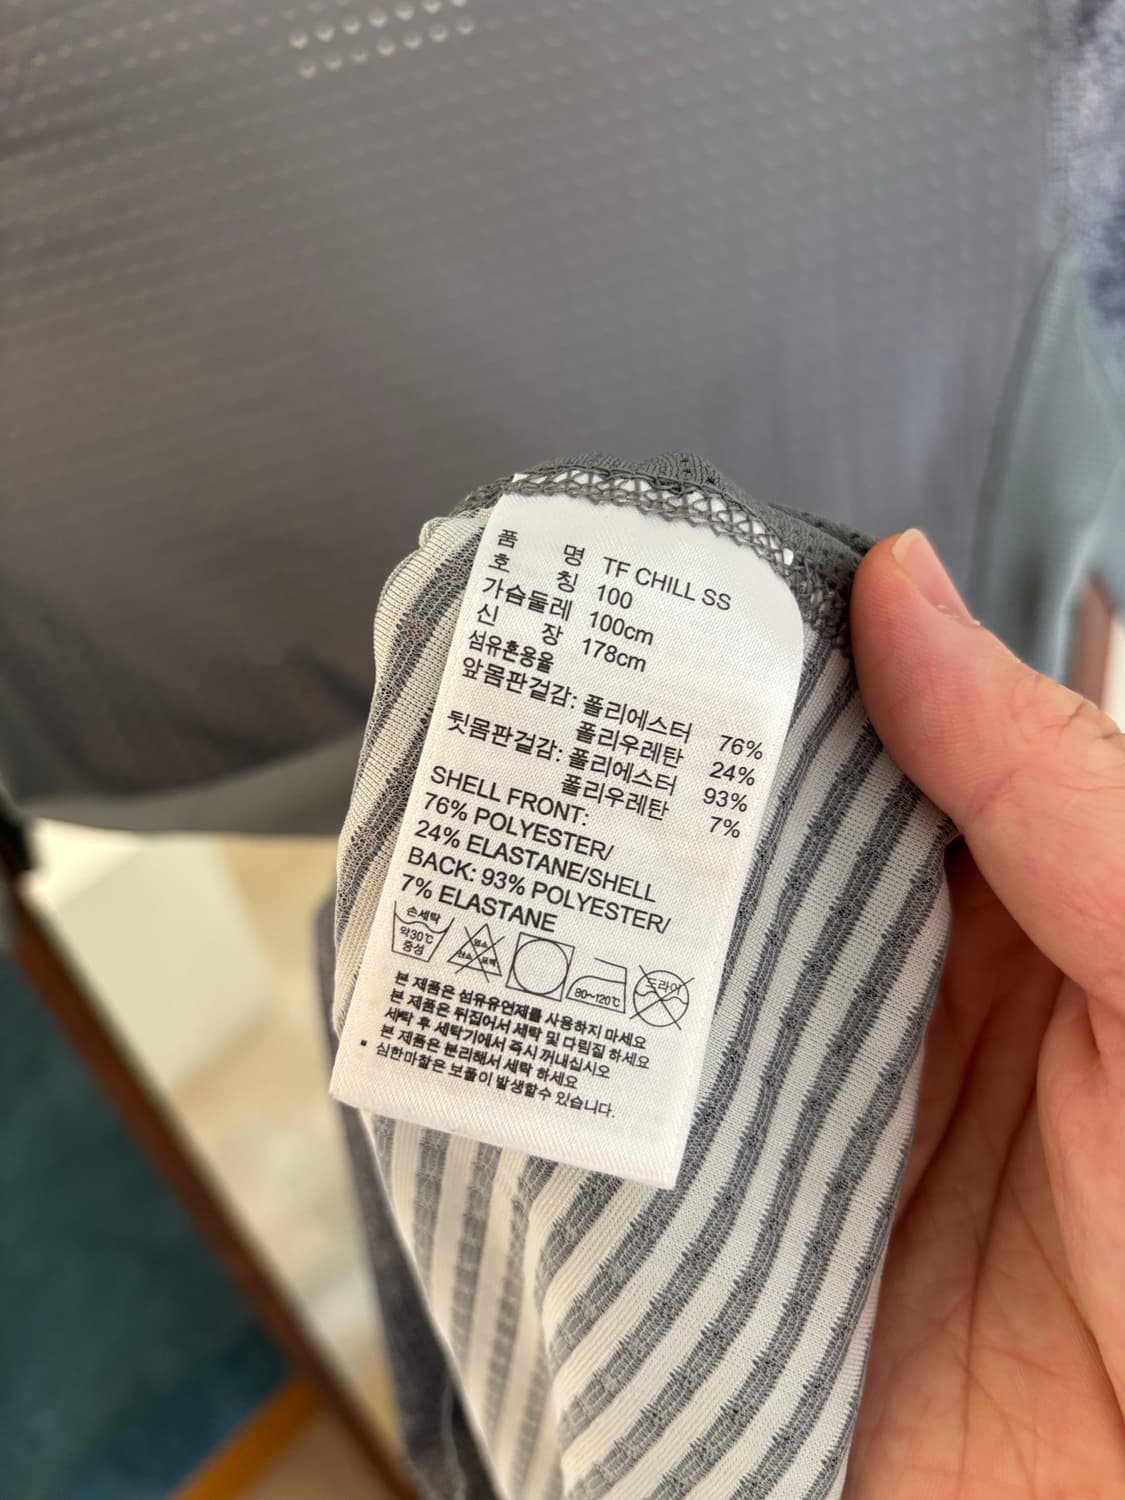 품 명 TF CHILL SS
호 칭 100
가슴둘레 100cm
신 장 178cm
섬유혼용율
앞몸판겉감: 폴리에스터 76%
폴리우레탄 24%
뒷몸판겉감: 폴리에스터 93%
폴리우레탄 7%
SHELL FRONT:
76% POLYESTER/
24% ELASTANE/SHELL
BACK: 93% POLYESTER/
7% ELASTANE
손세탁
약30℃
중성
염소
산소 표백
80~120℃
드라이
본 제품은 섬유유연제를 사용하지 마세요
본 제품은 뒤집어서 세탁 및 다림질 하세요
세탁 후 세탁기에서 즉시 꺼내십시오
본 제품은 분리해서 세탁 하세요
▪ 심한마찰은 보풀이 발생할수 있습니다.